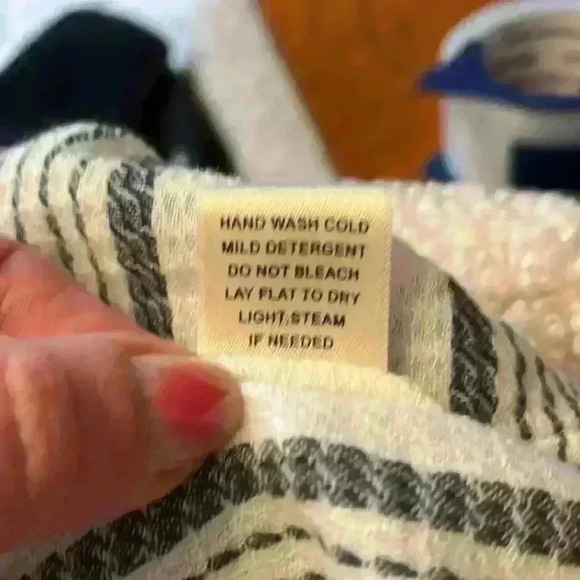 HAND WASH COLD
MILD DETERGENT
DO NOT BLEACH
LAY FLAT TO DRY
LIGHT.STEAM
IF NEEDED